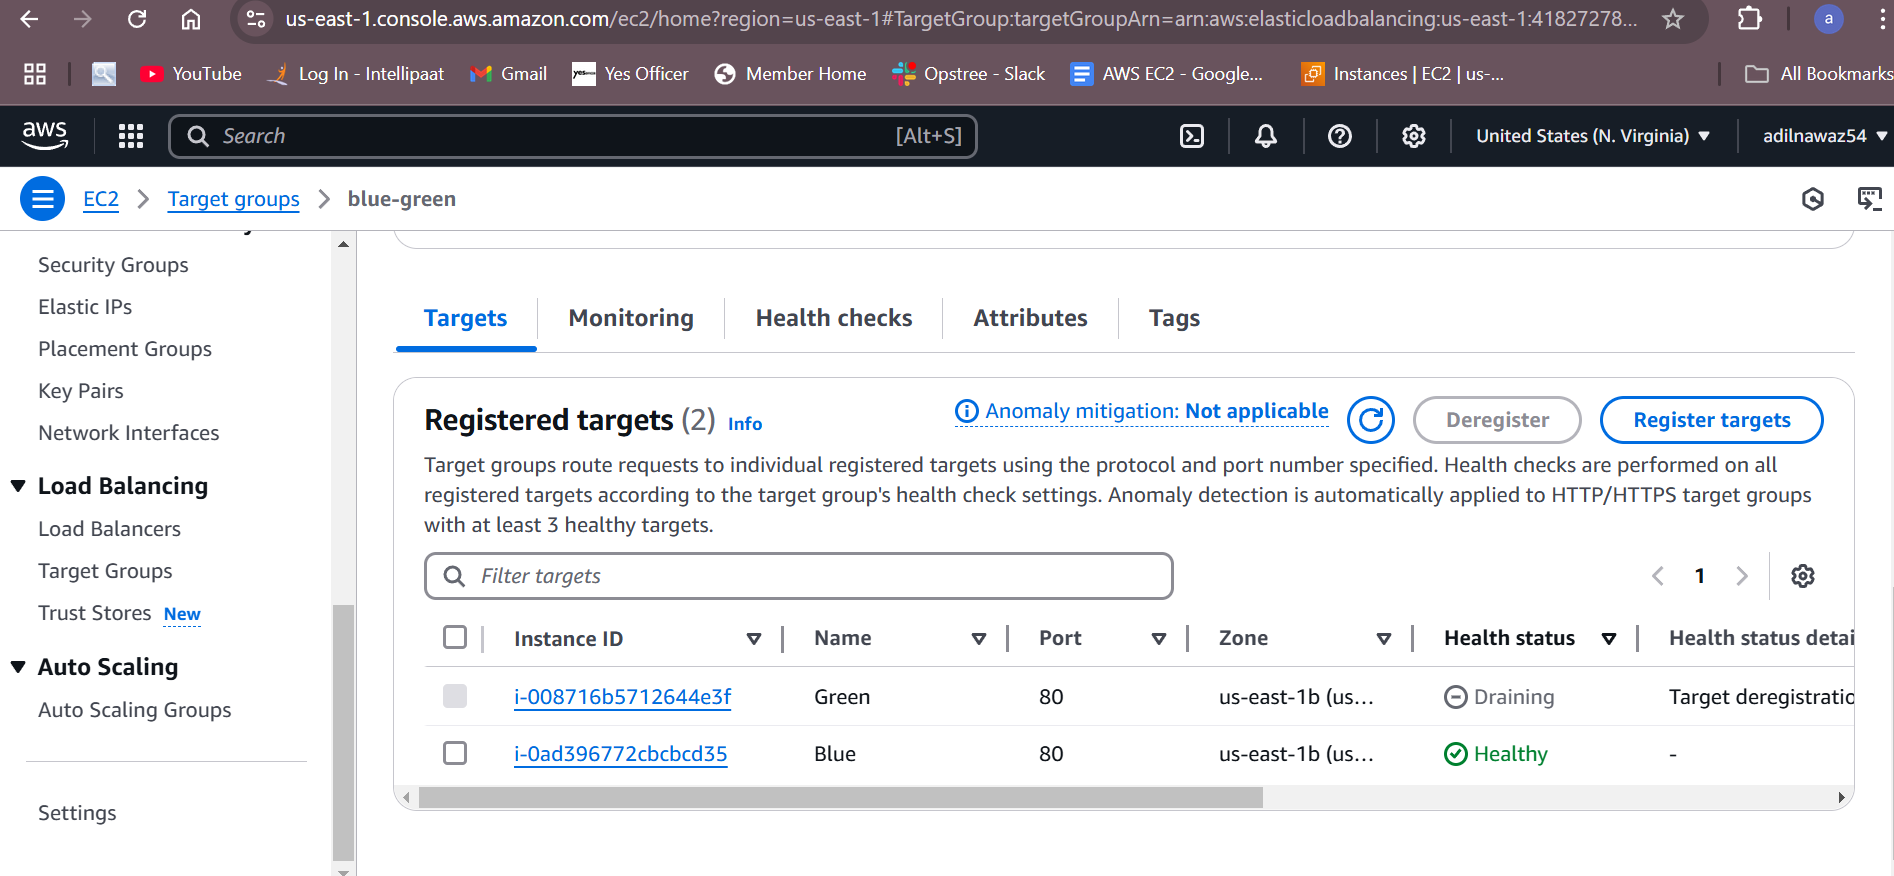 us-east-1.console.aws.amazon.com/ec2/home?region=us-east-1#TargetGroup:targetGroupArn=arn:aws:elasticloadbalancing:us-east-1:41827278...
a
YouTube
Log In - Intellipaat
Gmail
Yes Officer
Member Home
Opstree - Slack
AWS EC2 - Google...
Instances | EC2 | us-...
All Bookmarks
aws
Search
[Alt+S]
United States (N. Virginia)
adilnawaz54
EC2
Target groups
blue-green
Security Groups
Elastic IPs
Placement Groups
Key Pairs
Network Interfaces
Load Balancing
Load Balancers
Target Groups
Trust Stores New
Auto Scaling
Auto Scaling Groups
Settings
Targets
Monitoring
Health checks
Attributes
Tags
Registered targets (2) Info
Anomaly mitigation: Not applicable
Deregister
Register targets
Target groups route requests to individual registered targets using the protocol and port number specified. Health checks are performed on all
registered targets according to the target group's health check settings. Anomaly detection is automatically applied to HTTP/HTTPS target groups
with at least 3 healthy targets.
Filter targets
1
Instance ID Name Port Zone Health status Health status detai
i-008716b5712644e3f Green 80 us-east-1b (us... Draining Target deregistratio
i-0ad396772cbcbcd35 Blue 80 us-east-1b (us... Healthy -